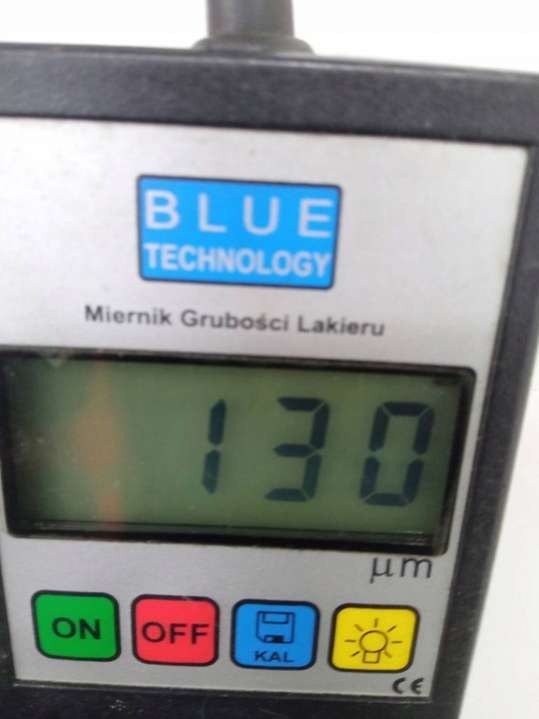 BLUE
TECHNOLOGY
Miernik Grubości Lakieru
130
μm
ON OFF KAL
CE